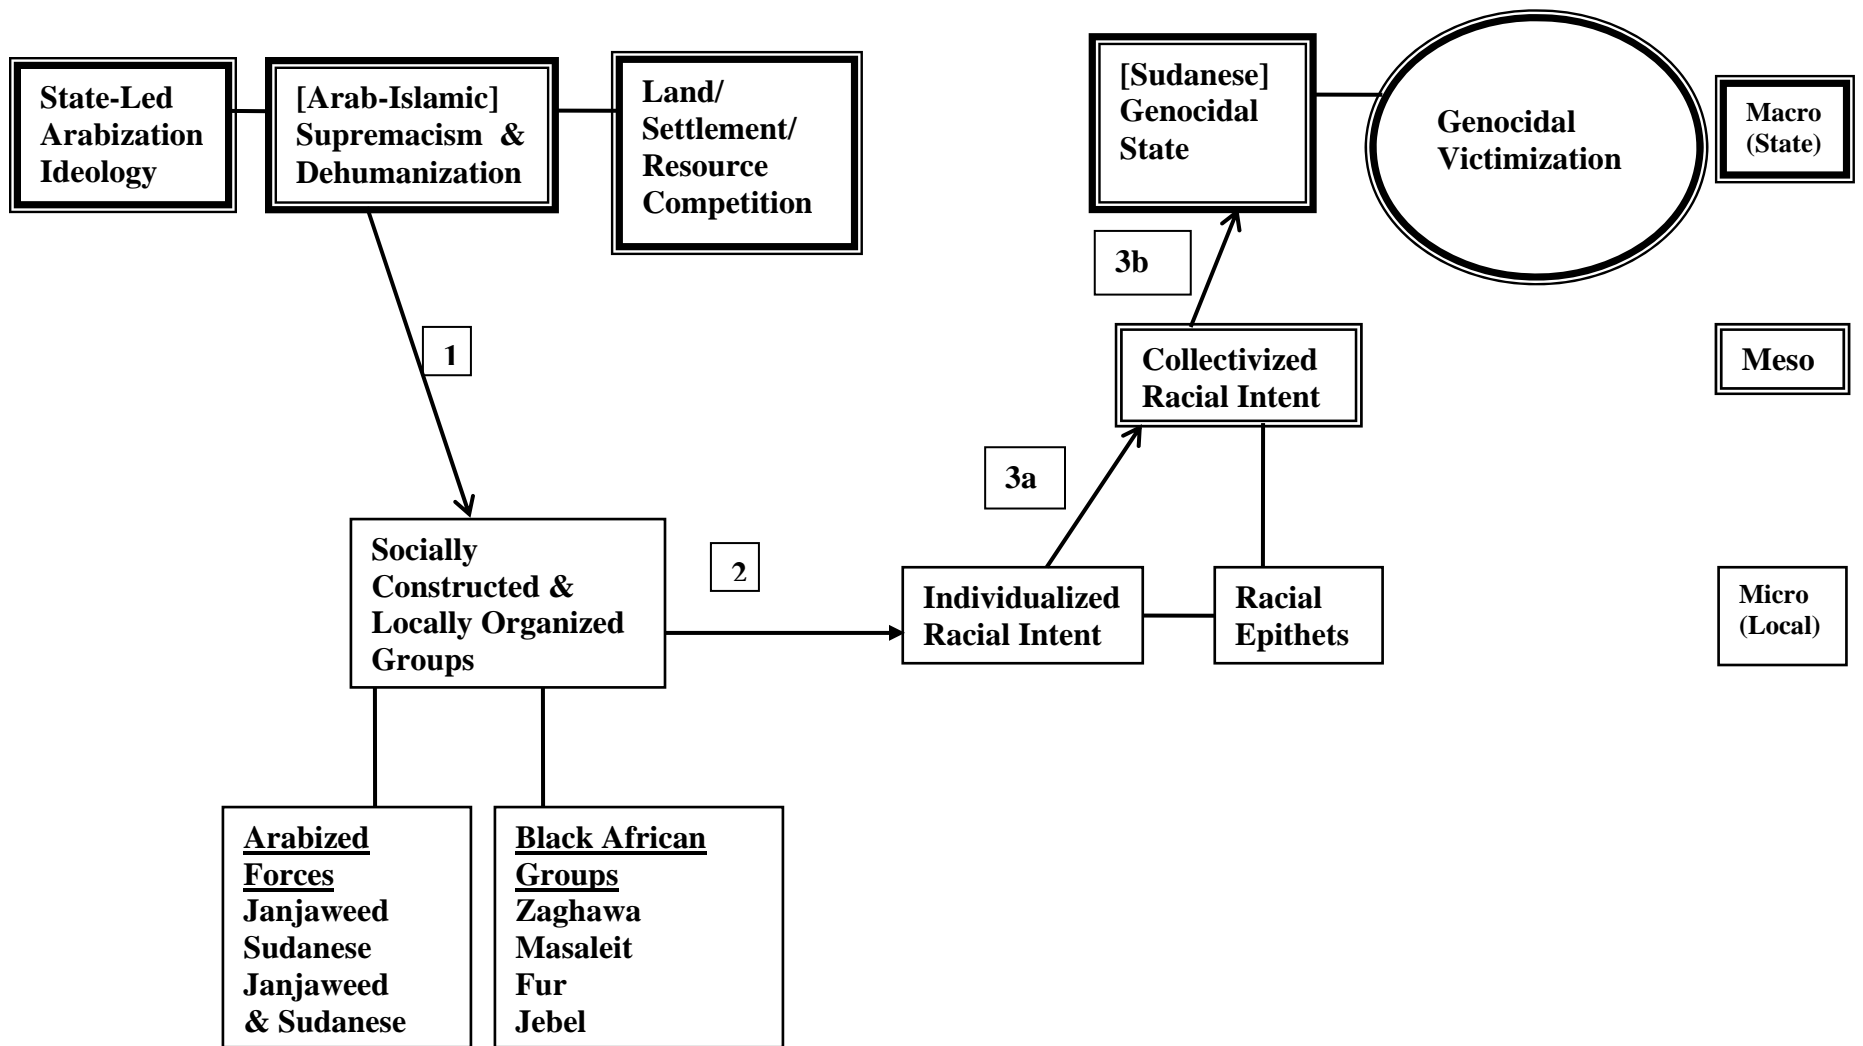 State-Led
Arabization
Ideology
[Arab-Islamic]
Supremacism &
Dehumanization
Land/
Settlement/
Resource
Competition
[Sudanese]
Genocidal
State
Genocidal
Victimization
Macro
(State)
3b
1
Collectivized
Racial Intent
Meso
3a
Socially
Constructed &
Locally Organized
Groups
2
Individualized
Racial Intent
Racial
Epithets
Micro
(Local)
Arabized
Forces
Janjaweed
Sudanese
Janjaweed
& Sudanese
Black African
Groups
Zaghawa
Masaleit
Fur
Jebel